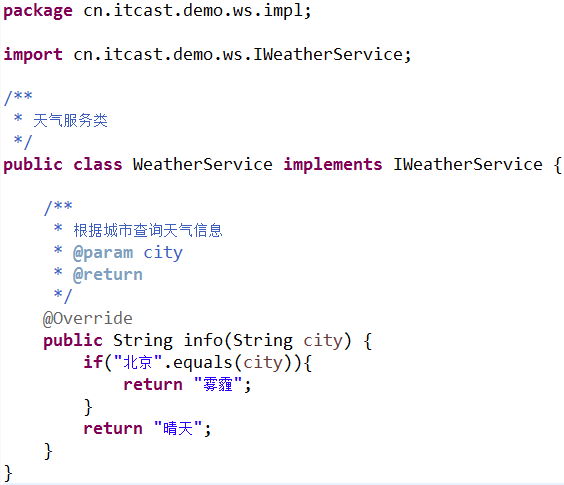 package cn.itcast.demo.ws.impl;
import cn.itcast.demo.ws.IWeatherService;
/**
 * 天气服务类
 */
public class WeatherService implements IWeatherService {
    /**
     * 根据城市查询天气信息
     * @param city
     * @return
     */
    @Override
    public String info(String city) {
        if("北京".equals(city)){
            return "雾霾";
        }
        return "晴天";
    }
}